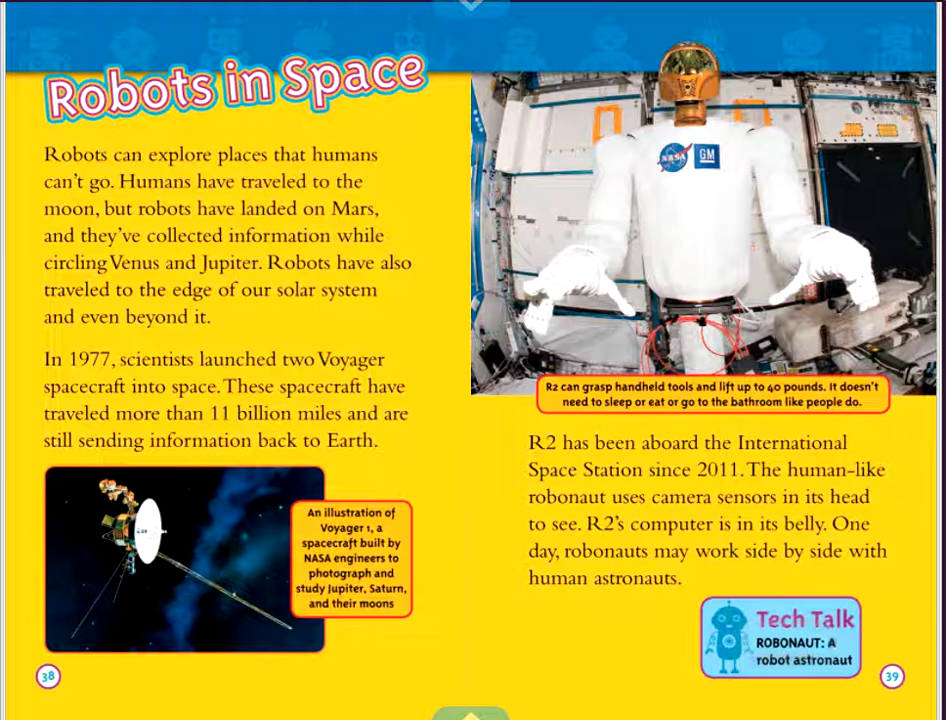 Robots in Space
Robots can explore places that humans
can't go. Humans have traveled to the
moon, but robots have landed on Mars,
and they've collected information while
circling Venus and Jupiter. Robots have also
traveled to the edge of our solar system
and even beyond it.
In 1977, scientists launched two Voyager
spacecraft into space. These spacecraft have
traveled more than 11 billion miles and are
still sending information back to Earth.
An illustration of
Voyager 1, a
spacecraft built by
NASA engineers to
photograph and
study Jupiter, Saturn,
and their moons
38
NASA
GM
R2 can grasp handheld tools and lift up to 40 pounds. It doesn't
need to sleep or eat or go to the bathroom like people do.
R2 has been aboard the International
Space Station since 2011. The human-like
robonaut uses camera sensors in its head
to see. R2's computer is in its belly. One
day, robonauts may work side by side with
human astronauts.
Tech Talk
ROBONAUT: A
robot astronaut
39